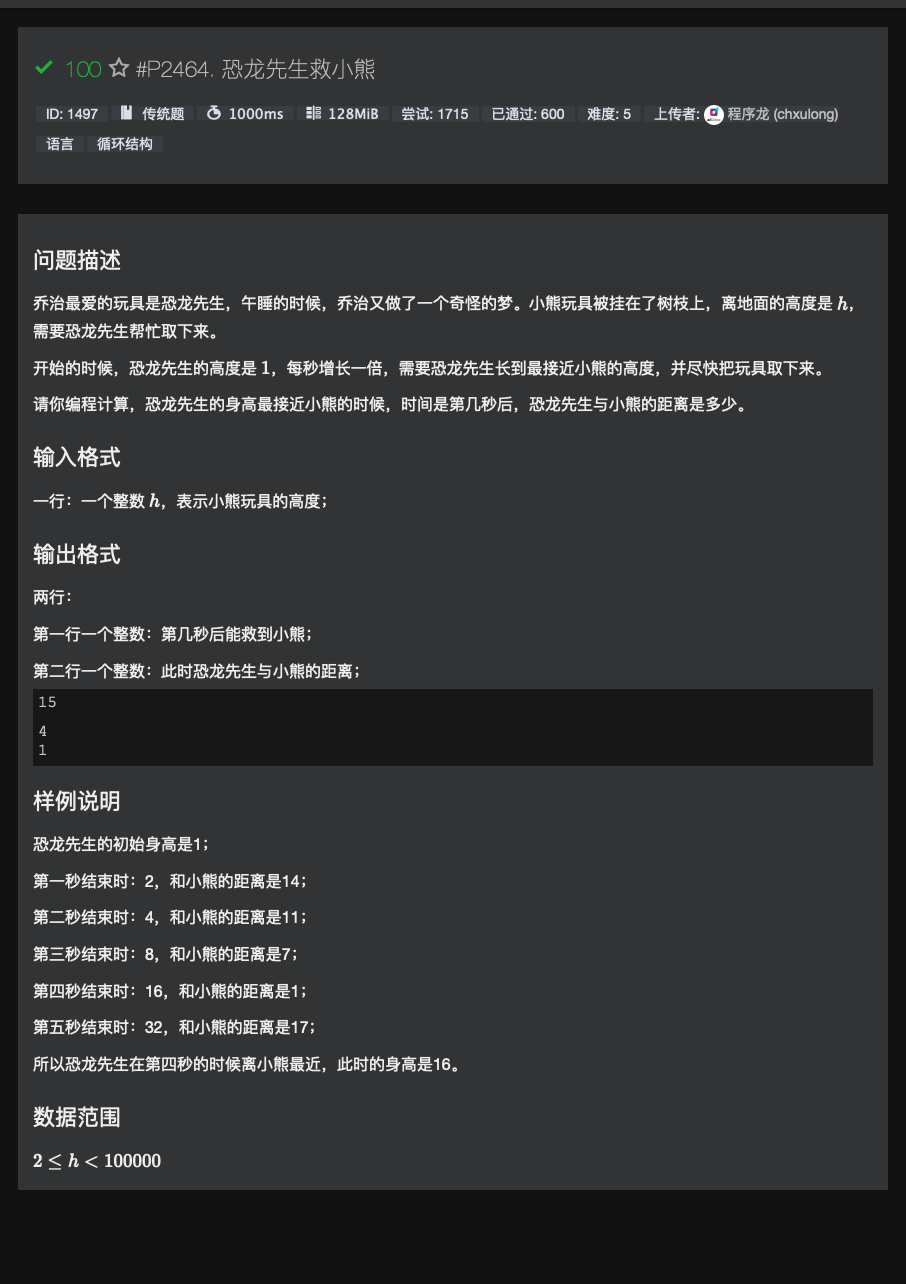 100 #P2464. 恐龙先生救小熊
ID: 1497 传统题 1000ms 128MiB 尝试: 1715 已通过: 600 难度: 5 上传者: 程序龙 (chxulong)
语言 循环结构
问题描述
乔治最爱的玩具是恐龙先生，午睡的时候，乔治又做了一个奇怪的梦。小熊玩具被挂在了树枝上，离地面的高度是 h，
需要恐龙先生帮忙取下来。
开始的时候，恐龙先生的高度是 1，每秒增长一倍，需要恐龙先生长到最接近小熊的高度，并尽快把玩具取下来。
请你编程计算，恐龙先生的身高最接近小熊的时候，时间是第几秒后，恐龙先生与小熊的距离是多少。
输入格式
一行：一个整数 h，表示小熊玩具的高度；
输出格式
两行：
第一行一个整数：第几秒后能救到小熊；
第二行一个整数：此时恐龙先生与小熊的距离；
15
4
1
样例说明
恐龙先生的初始身高是1；
第一秒结束时：2，和小熊的距离是14；
第二秒结束时：4，和小熊的距离是11；
第三秒结束时：8，和小熊的距离是7；
第四秒结束时：16，和小熊的距离是1；
第五秒结束时：32，和小熊的距离是17；
所以恐龙先生在第四秒的时候离小熊最近，此时的身高是16。
数据范围
2 ≤ h < 100000